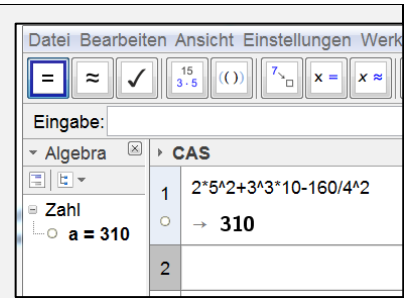 Datei Bearbeiten Ansicht Einstellungen Werk
= ≈ ✓ 15 3·5 (( )) 7 x = x ≈
Eingabe:
Algebra
CAS
1 2*5^2+3^3*10-160/4^2
→ 310
Zahl
a = 310
2